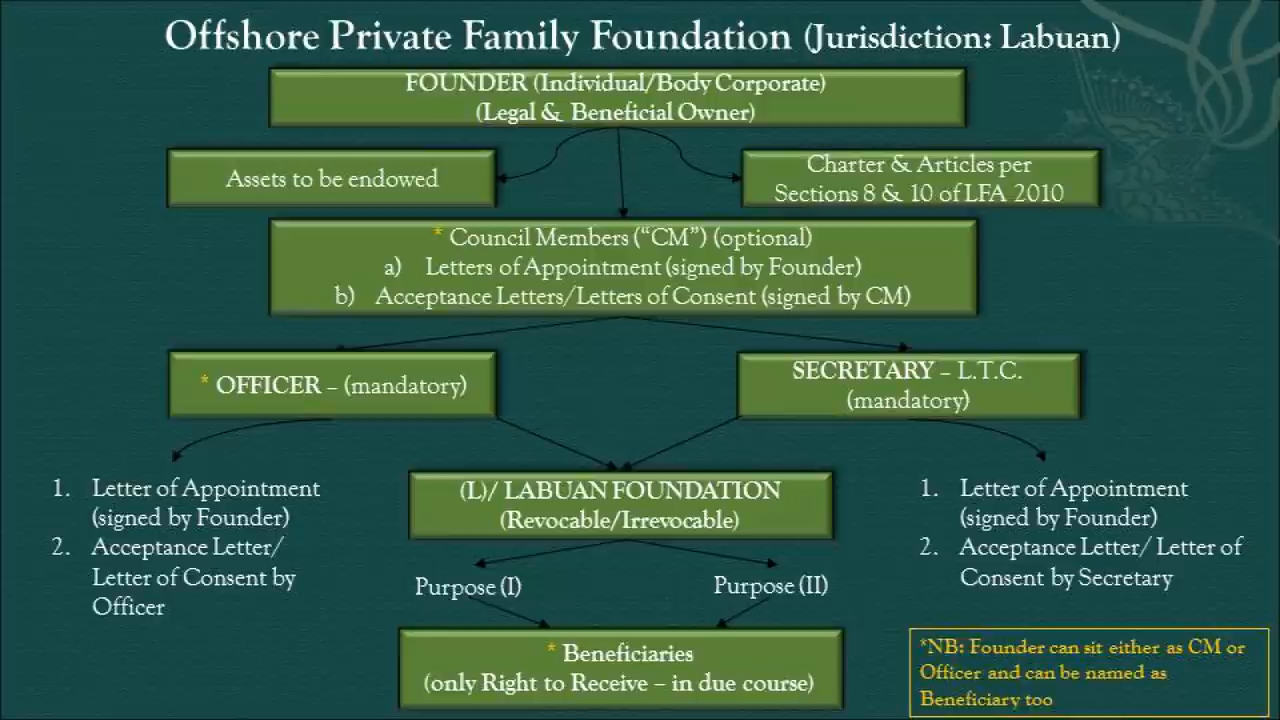 Offshore Private Family Foundation (Jurisdiction: Labuan)
FOUNDER (Individual/Body Corporate)
(Legal & Beneficial Owner)
Assets to be endowed
Charter & Articles per
Sections 8 & 10 of LFA 2010
* Council Members (“CM”) (optional)
a) Letters of Appointment (signed by Founder)
b) Acceptance Letters/Letters of Consent (signed by CM)
* OFFICER – (mandatory)
SECRETARY – L.T.C.
(mandatory)
1. Letter of Appointment
(signed by Founder)
2. Acceptance Letter/
Letter of Consent by
Officer
(L)/ LABUAN FOUNDATION
(Revocable/Irrevocable)
1. Letter of Appointment
(signed by Founder)
2. Acceptance Letter/ Letter of
Consent by Secretary
Purpose (I)
Purpose (II)
* Beneficiaries
(only Right to Receive – in due course)
*NB: Founder can sit either as CM or
Officer and can be named as
Beneficiary too